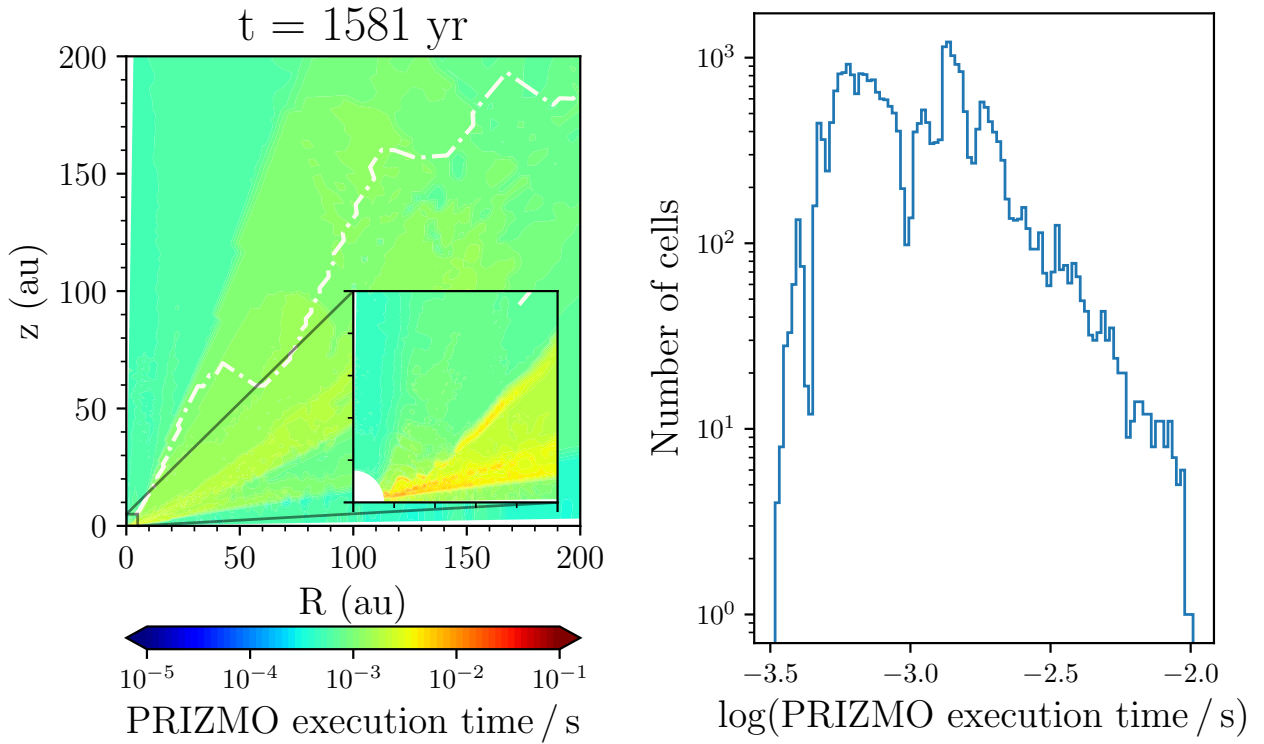 t = 1581 yr
200
150
100
50
0
z (au)
0 50 100 150 200
R (au)
10⁻⁵ 10⁻⁴ 10⁻³ 10⁻² 10⁻¹
PRIZMO execution time / s
10³
10²
10¹
10⁰
Number of cells
−3.5 −3.0 −2.5 −2.0
log(PRIZMO execution time / s)